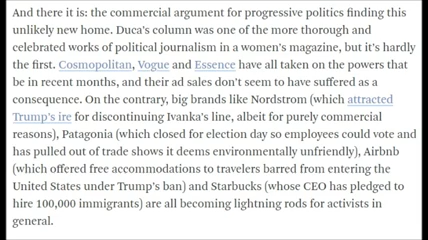 And there it is: the commercial argument for progressive politics finding this
unlikely new home. Duca's column was one of the more thorough and
celebrated works of political journalism in a women's magazine, but it's hardly
the first. Cosmopolitan, Vogue and Essence have all taken on the powers that
be in recent months, and their ad sales don't seem to have suffered as a
consequence. On the contrary, big brands like Nordstrom (which attracted
Trump's ire for discontinuing Ivanka's line, albeit for purely commercial
reasons), Patagonia (which closed for election day so employees could vote and
has pulled out of trade shows it deems environmentally unfriendly), Airbnb
(which offered free accommodations to travelers barred from entering the
United States under Trump's ban) and Starbucks (whose CEO has pledged to
hire 100,000 immigrants) are all becoming lightning rods for activists in
general.